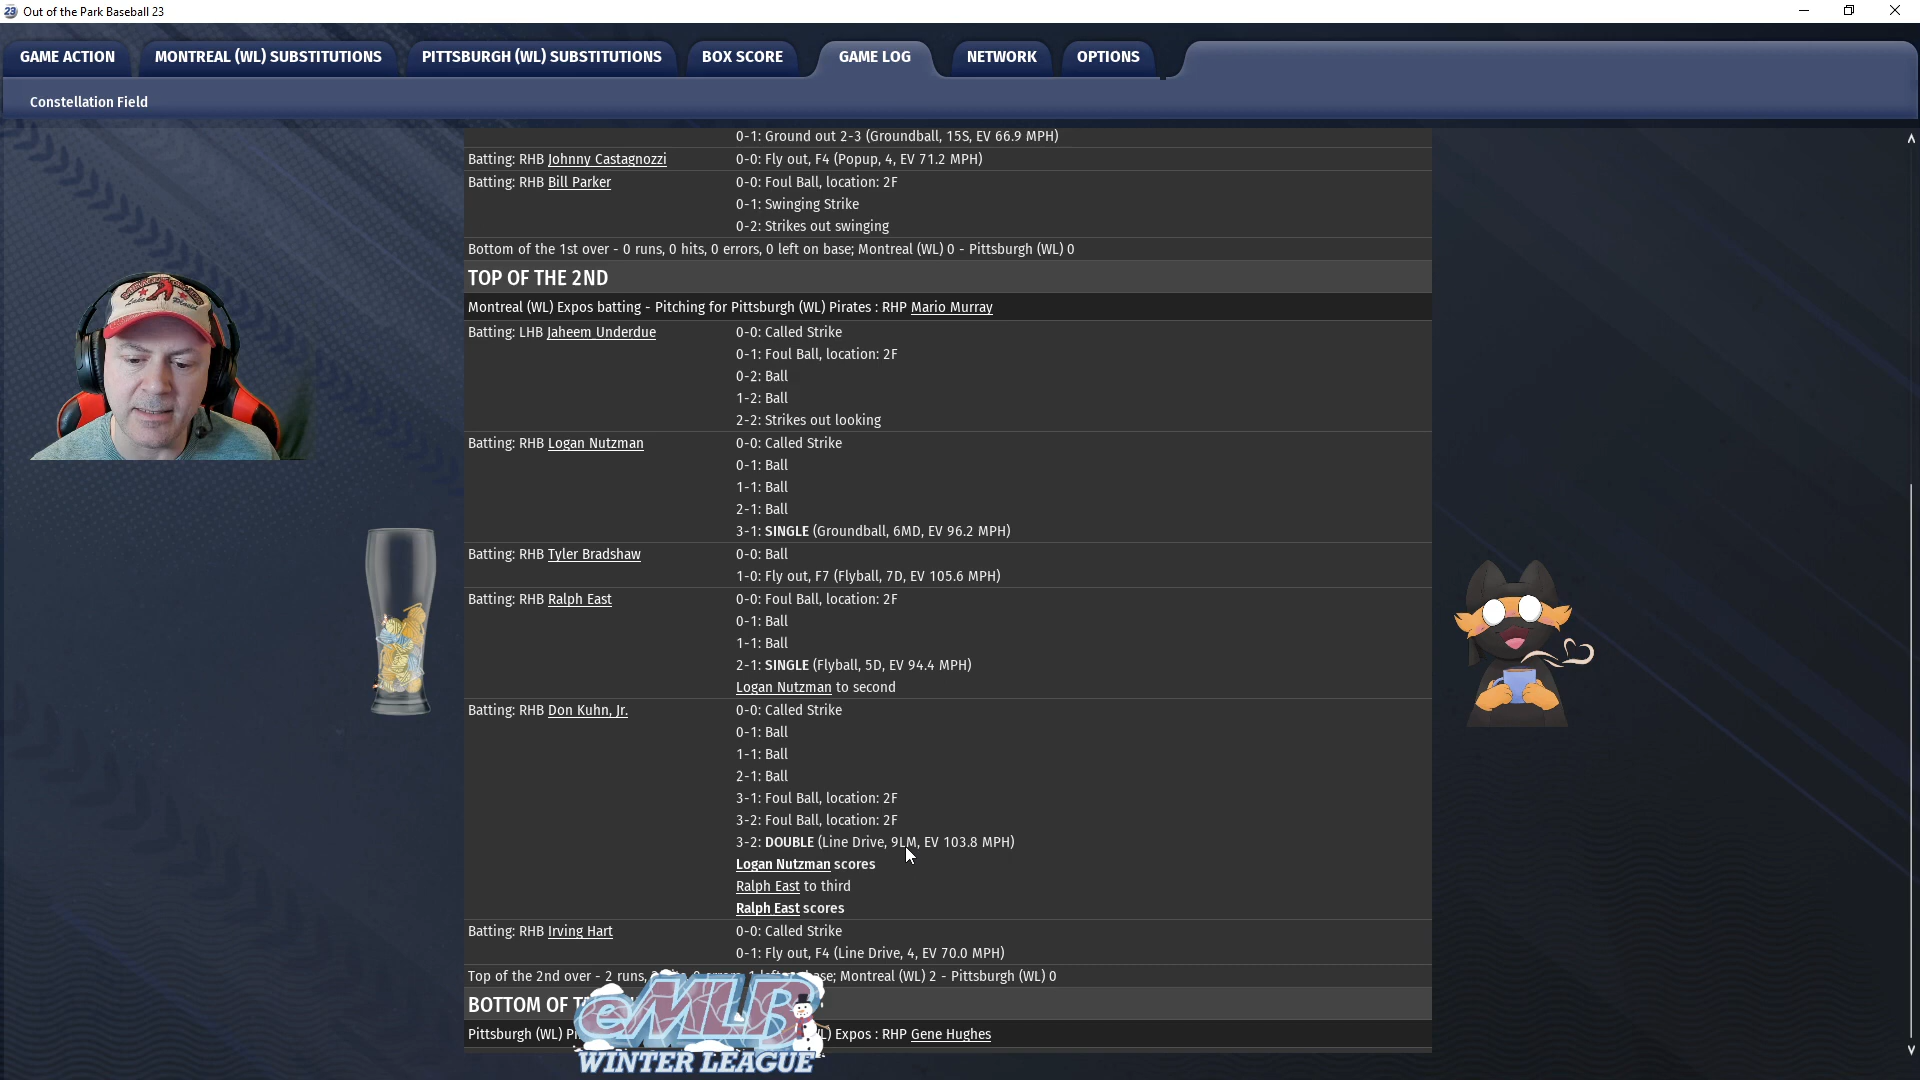 Out of the Park Baseball 23
GAME ACTION
MONTREAL (WL) SUBSTITUTIONS
PITTSBURGH (WL) SUBSTITUTIONS
BOX SCORE
GAME LOG
NETWORK
OPTIONS
Constellation Field
0-1: Ground out 2-3 (Groundball, 15S, EV 66.9 MPH)
Batting: RHB Johnny Castagnozzi 0-0: Fly out, F4 (Popup, 4, EV 71.2 MPH)
Batting: RHB Bill Parker 0-0: Foul Ball, location: 2F
0-1: Swinging Strike
0-2: Strikes out swinging
Bottom of the 1st over - 0 runs, 0 hits, 0 errors, 0 left on base; Montreal (WL) 0 - Pittsburgh (WL) 0
TOP OF THE 2ND
Montreal (WL) Expos batting - Pitching for Pittsburgh (WL) Pirates : RHP Mario Murray
Batting: LHB Jaheem Underdue 0-0: Called Strike
0-1: Foul Ball, location: 2F
0-2: Ball
1-2: Ball
2-2: Strikes out looking
Batting: RHB Logan Nutzman 0-0: Called Strike
0-1: Ball
1-1: Ball
2-1: Ball
3-1: SINGLE (Groundball, 6MD, EV 96.2 MPH)
Batting: RHB Tyler Bradshaw 0-0: Ball
1-0: Fly out, F7 (Flyball, 7D, EV 105.6 MPH)
Batting: RHB Ralph East 0-0: Foul Ball, location: 2F
0-1: Ball
1-1: Ball
2-1: SINGLE (Flyball, 5D, EV 94.4 MPH)
Logan Nutzman to second
Batting: RHB Don Kuhn, Jr. 0-0: Called Strike
0-1: Ball
1-1: Ball
2-1: Ball
3-1: Foul Ball, location: 2F
3-2: Foul Ball, location: 2F
3-2: DOUBLE (Line Drive, 9LM, EV 103.8 MPH)
Logan Nutzman scores
Ralph East to third
Ralph East scores
Batting: RHB Irving Hart 0-0: Called Strike
0-1: Fly out, F4 (Line Drive, 4, EV 70.0 MPH)
Top of the 2nd over - 2 runs, Montreal (WL) 2 - Pittsburgh (WL) 0
BOTTOM OF
Pittsburgh (WL) Expos : RHP Gene Hughes
eMLB
WINTER LEAGUE